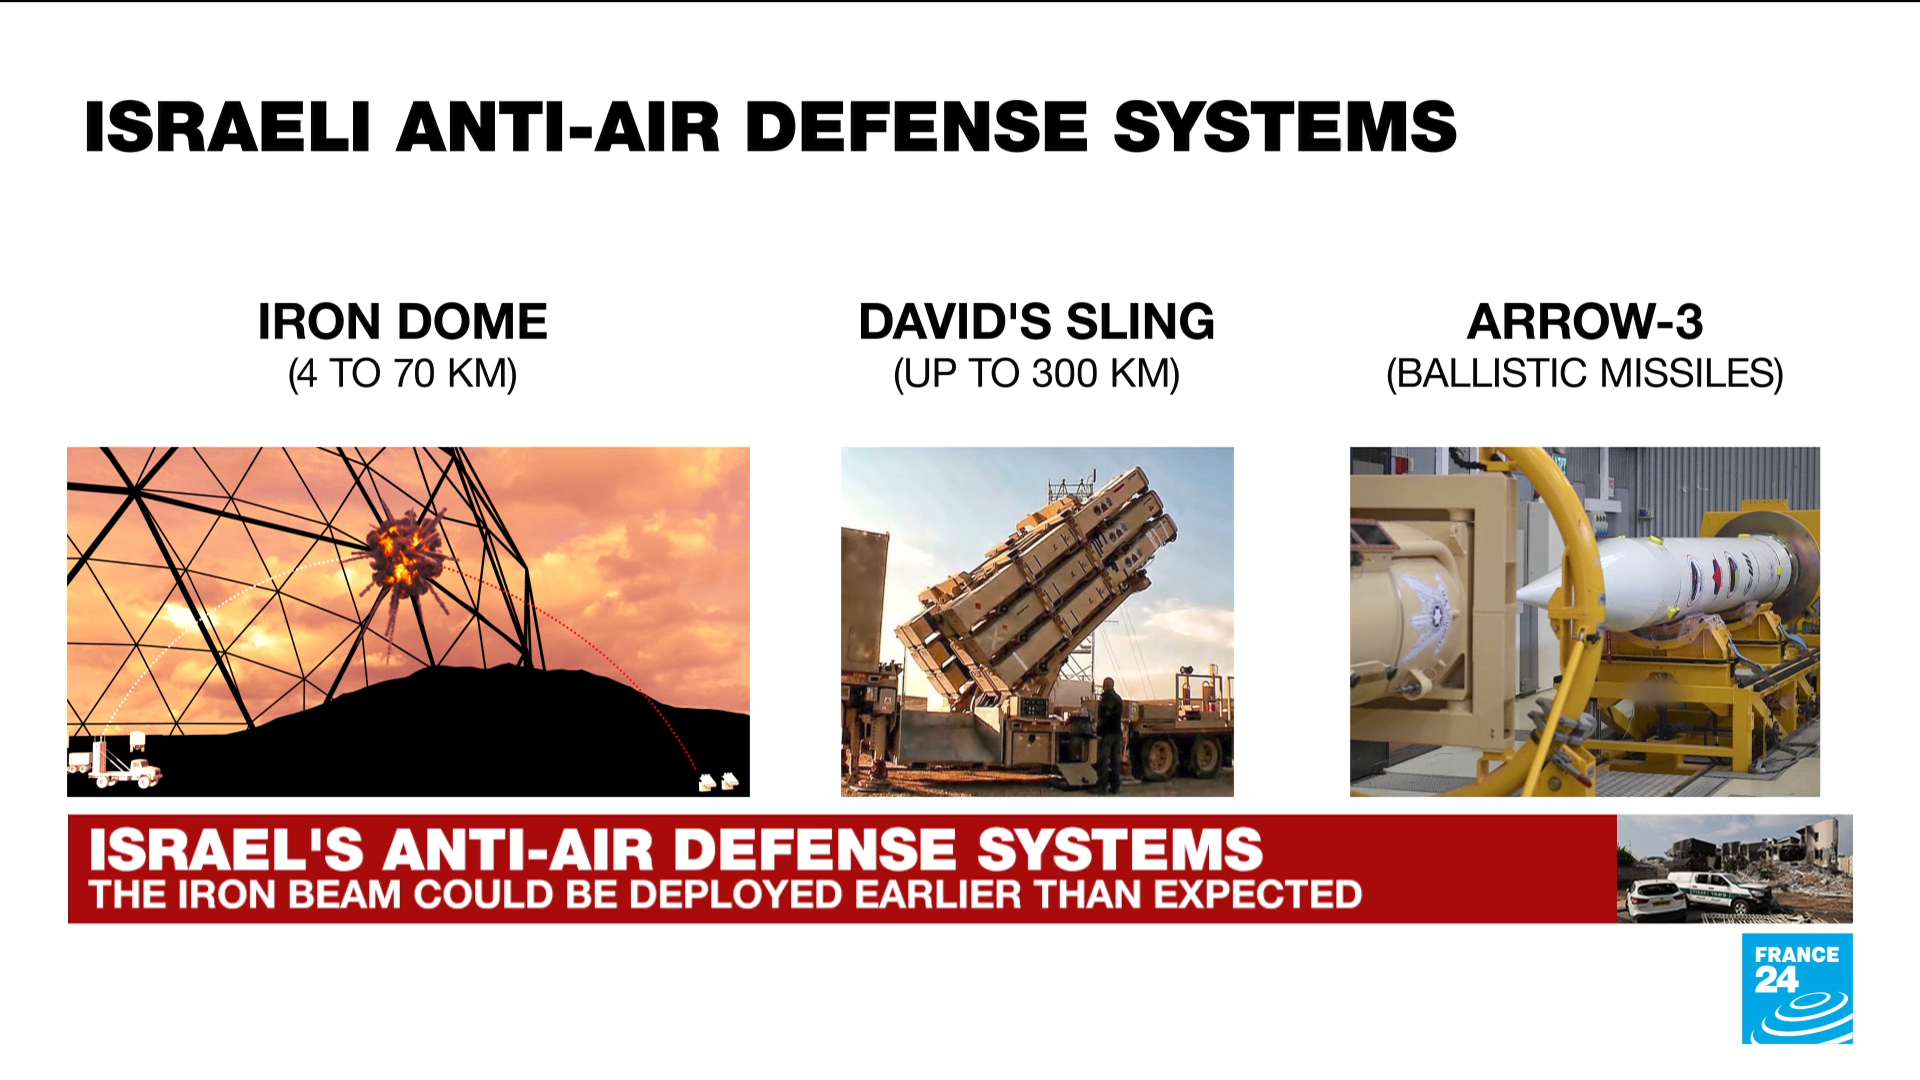 ISRAELI ANTI-AIR DEFENSE SYSTEMS
IRON DOME
(4 TO 70 KM)
DAVID'S SLING
(UP TO 300 KM)
ARROW-3
(BALLISTIC MISSILES)
ISRAEL'S ANTI-AIR DEFENSE SYSTEMS
THE IRON BEAM COULD BE DEPLOYED EARLIER THAN EXPECTED
FRANCE
24